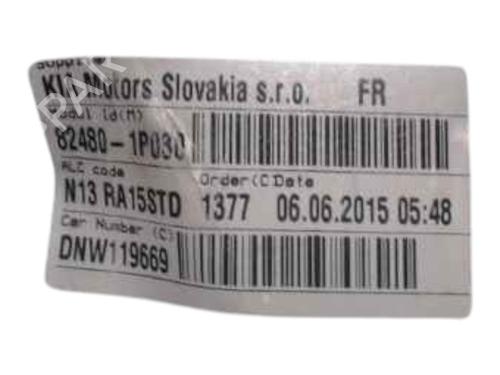 KIA Motors Slovakia s.r.o. FR
82480-1P030
ALC code Order(C) Date
N13 RA15STD 1377 06.06.2015 05:48
Car Number (C)
DNW119669